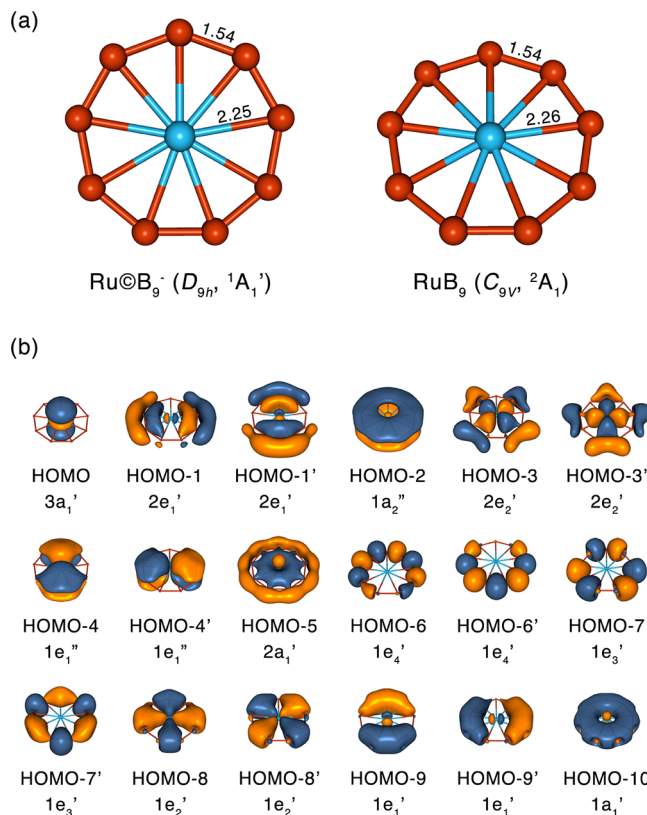 (a)
1.54
2.25
1.54
2.26
Ru©B₉⁻ (D₉ₕ, ¹A₁’)
RuB₉ (C₉ᵥ, ²A₁)
(b)
HOMO HOMO-1 HOMO-1’ HOMO-2 HOMO-3 HOMO-3’
3a₁’ 2e₁’ 2e₁’ 1a₂” 2e₂’ 2e₂’
HOMO-4 HOMO-4’ HOMO-5 HOMO-6 HOMO-6’ HOMO-7
1e₁” 1e₁” 2a₁’ 1e₄’ 1e₄’ 1e₃’
HOMO-7’ HOMO-8 HOMO-8’ HOMO-9 HOMO-9’ HOMO-10
1e₃’ 1e₂’ 1e₂’ 1e₁’ 1e₁’ 1a₁’